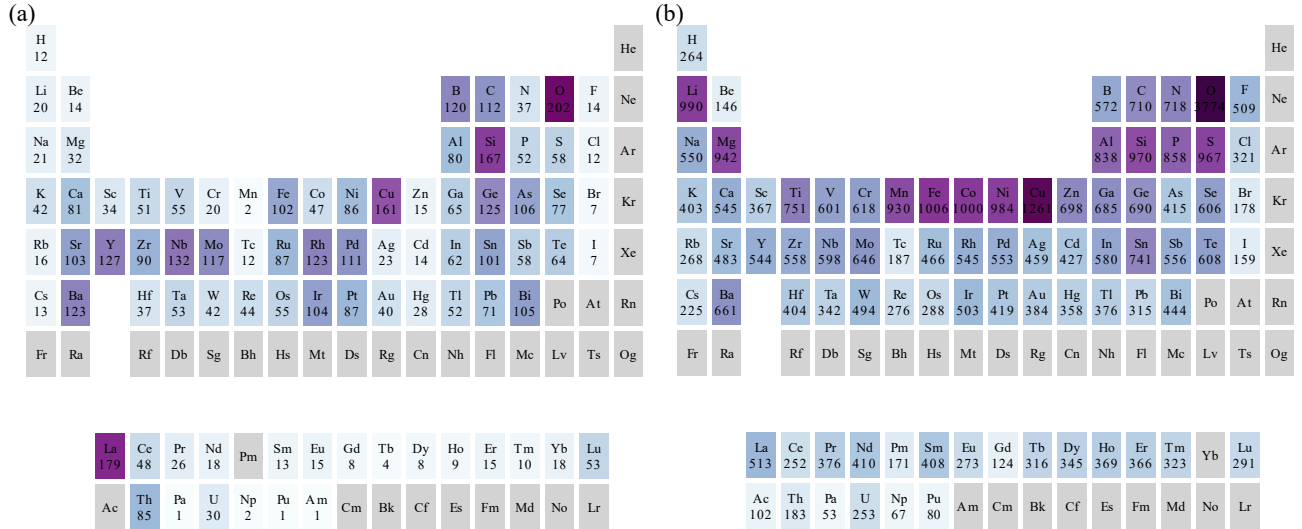 (a)
(b)
H He H He
12 264
Li Be B C N O F Ne Li Be B C N O F Ne
20 14 120 112 37 202 14 990 146 572 710 718 3774 509
Na Mg Al Si P S Cl Ar Na Mg Al Si P S Cl Ar
21 32 80 167 52 58 12 550 942 838 970 858 967 321
K Ca Sc Ti V Cr Mn Fe Co Ni Cu Zn Ga Ge As Se Br Kr K Ca Sc Ti V Cr Mn Fe Co Ni Cu Zn Ga Ge As Se Br Kr
42 81 34 51 55 20 2 102 47 86 161 15 65 125 106 77 7 403 545 367 751 601 618 930 1006 1000 984 1261 698 685 690 415 606 178
Rb Sr Y Zr Nb Mo Tc Ru Rh Pd Ag Cd In Sn Sb Te I Xe Rb Sr Y Zr Nb Mo Tc Ru Rh Pd Ag Cd In Sn Sb Te I Xe
16 103 127 90 132 117 12 87 123 111 23 14 62 101 58 64 7 268 483 544 558 598 646 187 466 545 553 459 427 580 741 556 608 159
Cs Ba Hf Ta W Re Os Ir Pt Au Hg Tl Pb Bi Po At Rn Cs Ba Hf Ta W Re Os Ir Pt Au Hg Tl Pb Bi Po At Rn
13 123 37 53 42 44 55 104 87 40 28 52 71 105 225 661 404 342 494 276 288 503 419 384 358 376 315 444
Fr Ra Rf Db Sg Bh Hs Mt Ds Rg Cn Nh Fl Mc Lv Ts Og Fr Ra Rf Db Sg Bh Hs Mt Ds Rg Cn Nh Fl Mc Lv Ts Og
La Ce Pr Nd Pm Sm Eu Gd Tb Dy Ho Er Tm Yb Lu La Ce Pr Nd Pm Sm Eu Gd Tb Dy Ho Er Tm Yb Lu
179 48 26 18 13 15 8 4 8 9 15 10 18 53 513 252 376 410 171 408 273 124 316 345 369 366 323 291
Ac Th Pa U Np Pu Am Cm Bk Cf Es Fm Md No Lr Ac Th Pa U Np Pu Am Cm Bk Cf Es Fm Md No Lr
85 1 30 2 1 1 102 183 53 253 67 80